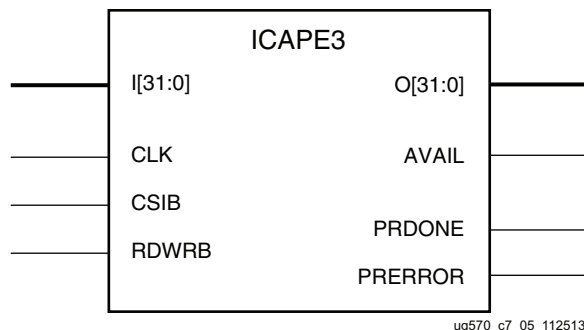 ICAPE3
I[31:0]
O[31:0]
CLK
AVAIL
CSIB
PRDONE
RDWRB
PRERROR
ug570_c7_05_112513